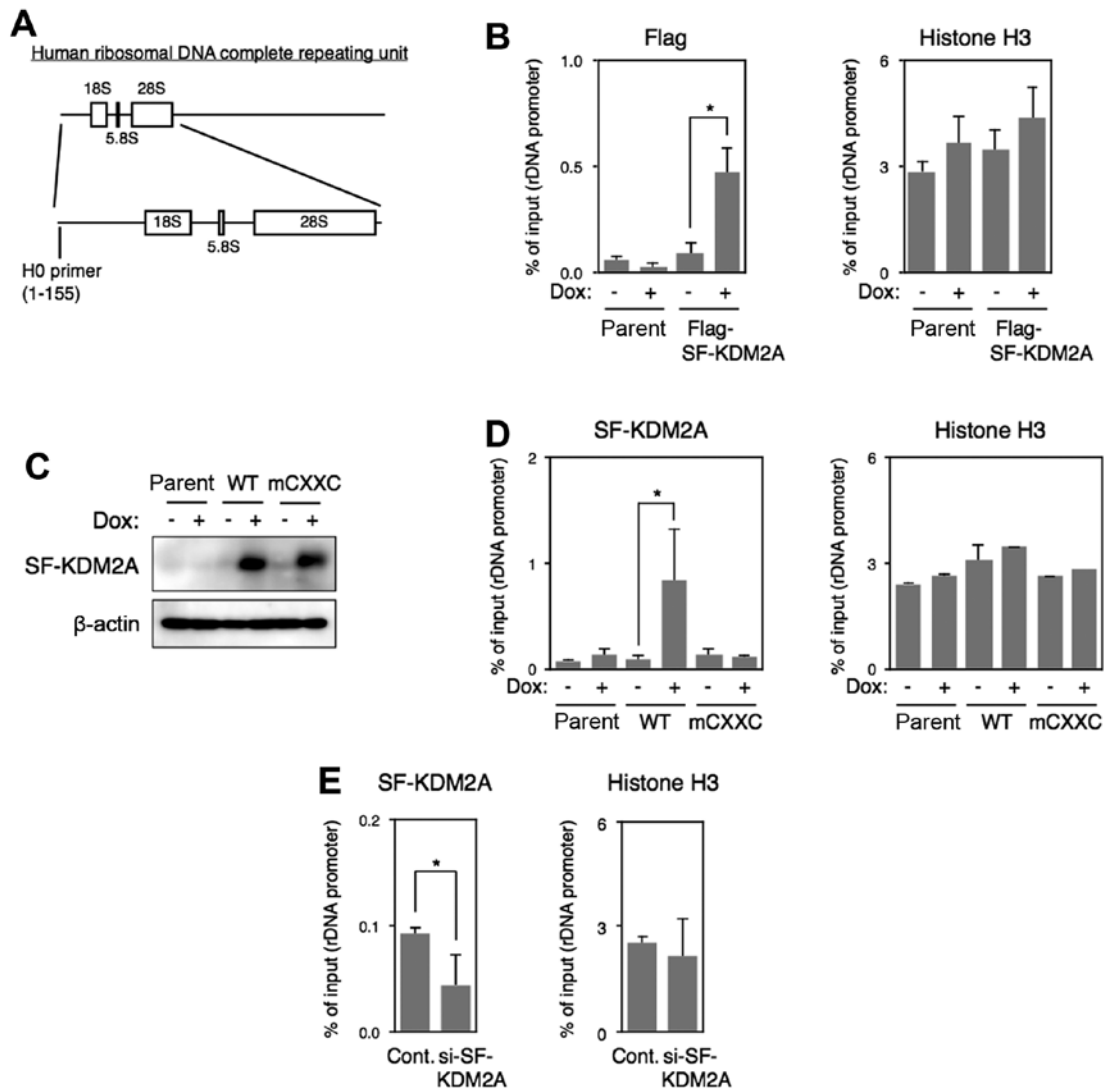 A
Human ribosomal DNA complete repeating unit
18S 28S
5.8S
18S 28S
5.8S
H0 primer
(1-155)
B
Flag
% of input (rDNA promoter)
1.0
0.5
0.0
Dox: - + - +
Parent Flag-
SF-KDM2A
Histone H3
% of input (rDNA promoter)
6
3
0
Dox: - + - +
Parent Flag-
SF-KDM2A
C
Parent WT mCXXC
Dox: - + - + - +
SF-KDM2A
β-actin
D
SF-KDM2A
% of input (rDNA promoter)
2
1
0
*
Dox: - + - + - +
Parent WT mCXXC
Histone H3
% of input (rDNA promoter)
6
3
0
Dox: - + - + - +
Parent WT mCXXC
E
SF-KDM2A
% of input (rDNA promoter)
0.2
0.1
0.0
*
Cont. si-SF-
KDM2A
Histone H3
% of input (rDNA promoter)
6
3
0
Cont. si-SF-
KDM2A